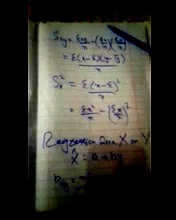 Sxy = Σxy/n - (Σx/n)(Σy/n)
= Σ(x-x̄)(y-ȳ)/n
Sx² = Σ(x-x̄)²/n
= Σx²/n - (Σx/n)²
Regression line X on Y
X̂ = a+by